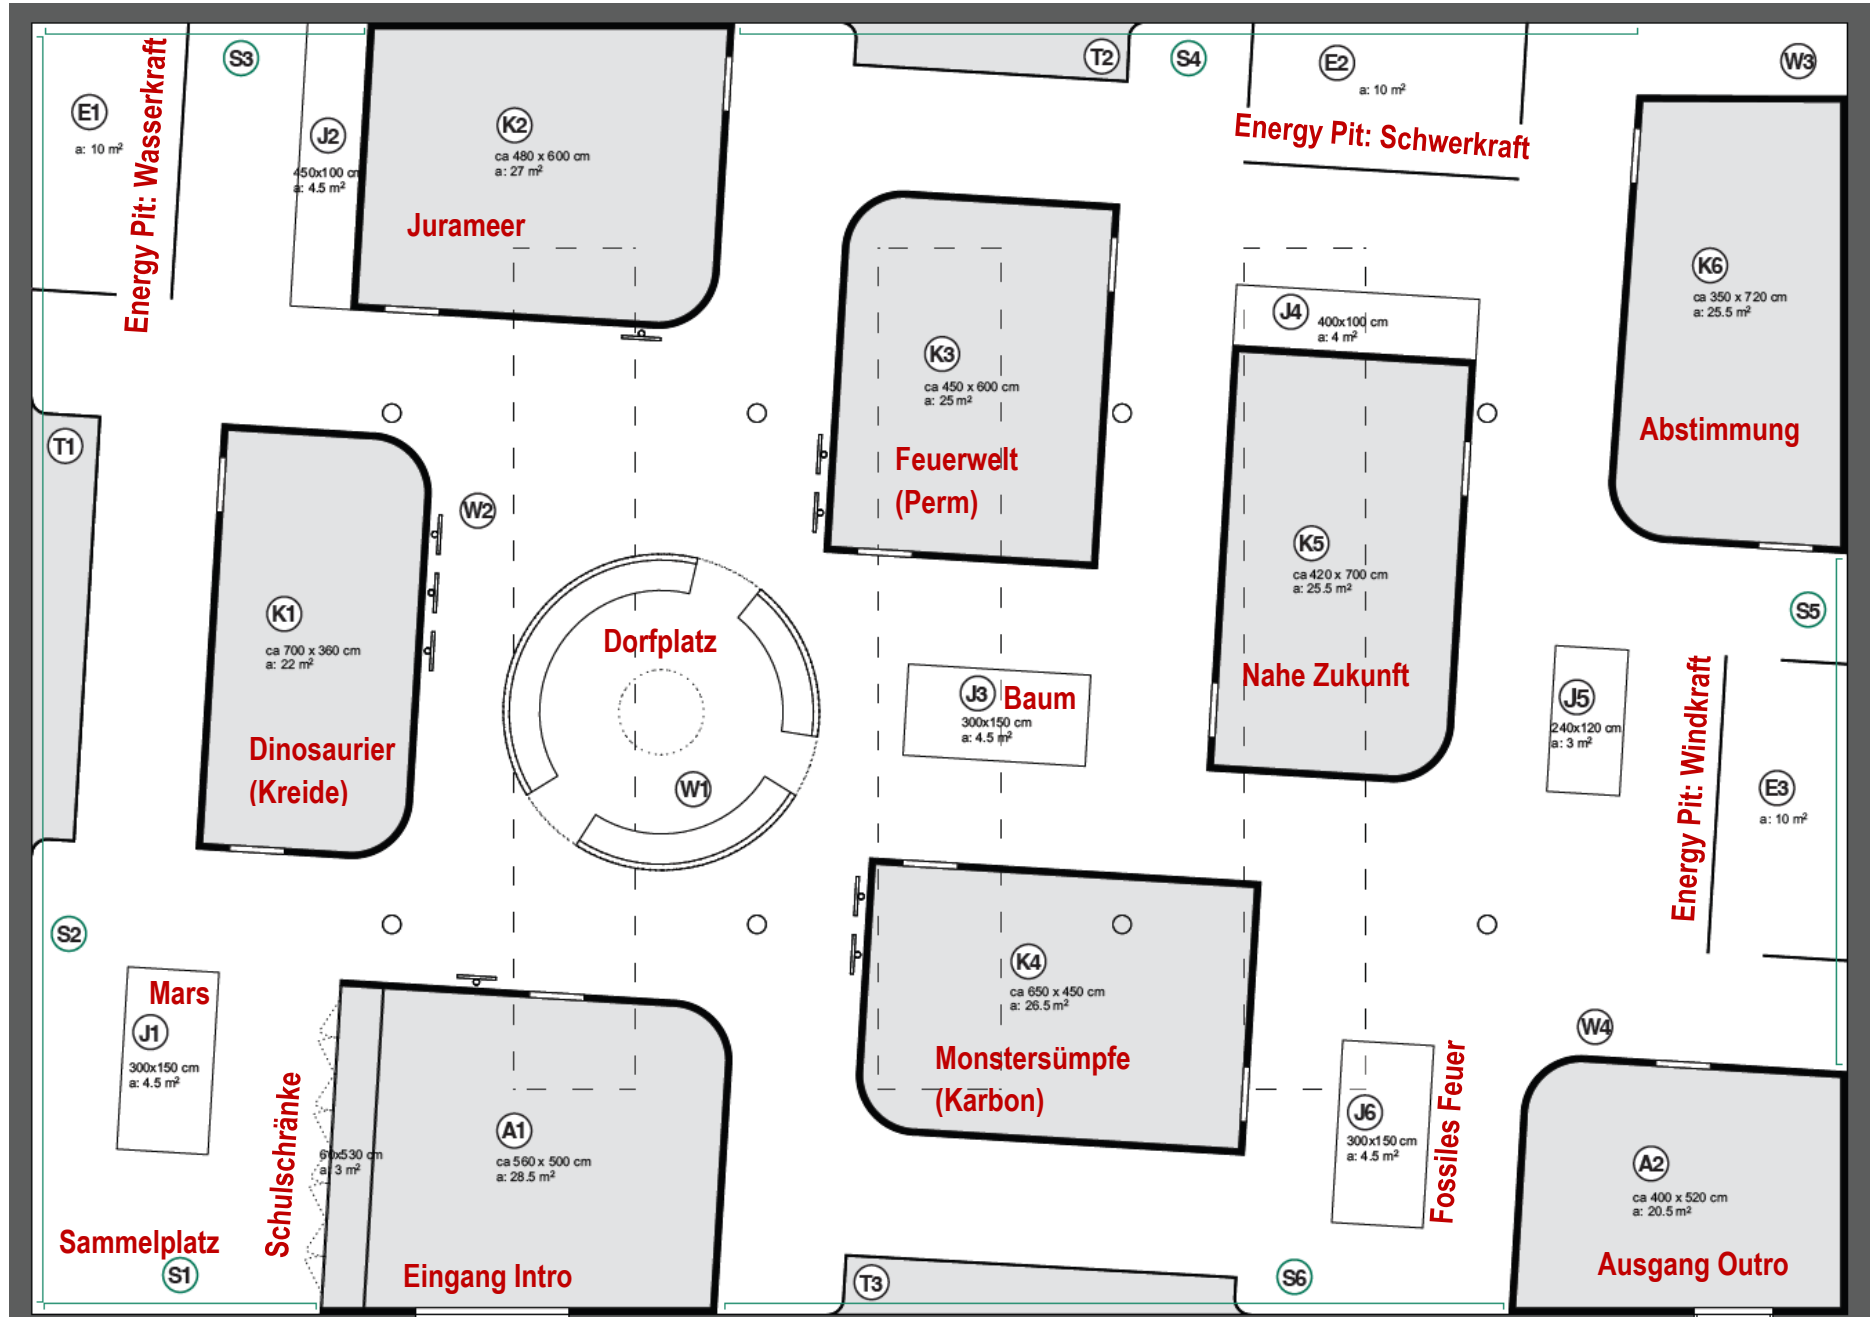 S3
T2
S4
E2
a: 10 m²
W3
E1
a: 10 m²
Energy Pit: Wasserkraft
J2
450x100 cm
a: 4.5 m²
K2
ca 480 x 600 cm
a: 27 m²
Jurameer
Energy Pit: Schwerkraft
K6
ca 350 x 720 cm
a: 25.5 m²
Abstimmung
J4
400x100 cm
a: 4 m²
K3
ca 450 x 600 cm
a: 25 m²
Feuerwelt
(Perm)
T1
W2
K5
ca 420 x 700 cm
a: 25.5 m²
Nahe Zukunft
K1
ca 700 x 360 cm
a: 22 m²
Dinosaurier
(Kreide)
Dorfplatz
W1
J3
Baum
300x150 cm
a: 4.5 m²
S5
J5
240x120 cm
a: 3 m²
Energy Pit: Windkraft
E3
a: 10 m²
S2
Mars
J1
300x150 cm
a: 4.5 m²
K4
ca 650 x 450 cm
a: 26.5 m²
Monstersümpfe
(Karbon)
W4
J6
300x150 cm
a: 4.5 m²
Fossiles Feuer
Schulschränke
60x530 cm
a: 3 m²
A1
ca 560 x 500 cm
a: 28.5 m²
Eingang Intro
A2
ca 400 x 520 cm
a: 20.5 m²
Ausgang Outro
Sammelplatz
S1
T3
S6